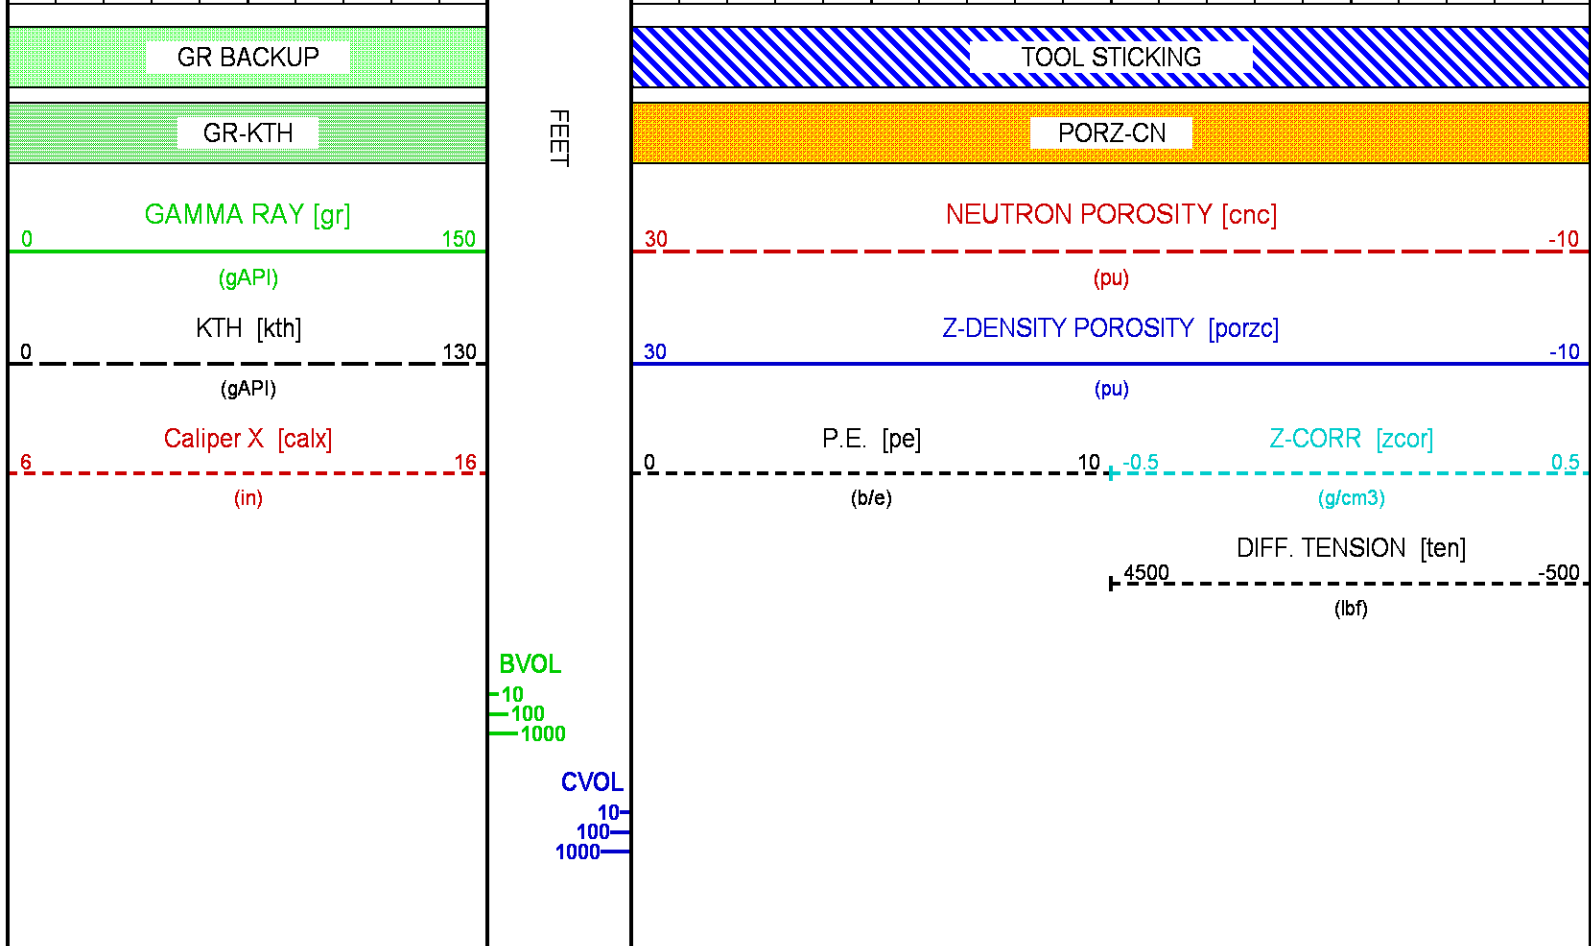 GR BACKUP
TOOL STICKING
GR-KTH
FEET
PORZ-CN
GAMMA RAY [gr]
0 150
(gAPI)
KTH [kth]
0 130
(gAPI)
Caliper X [calx]
6 16
(in)
NEUTRON POROSITY [cnc]
30 -10
(pu)
Z-DENSITY POROSITY [porzc]
30 -10
(pu)
P.E. [pe]
0 10
(b/e)
Z-CORR [zcor]
-0.5 0.5
(g/cm3)
DIFF. TENSION [ten]
4500 -500
(lbf)
BVOL
10
100
1000
CVOL
10
100
1000